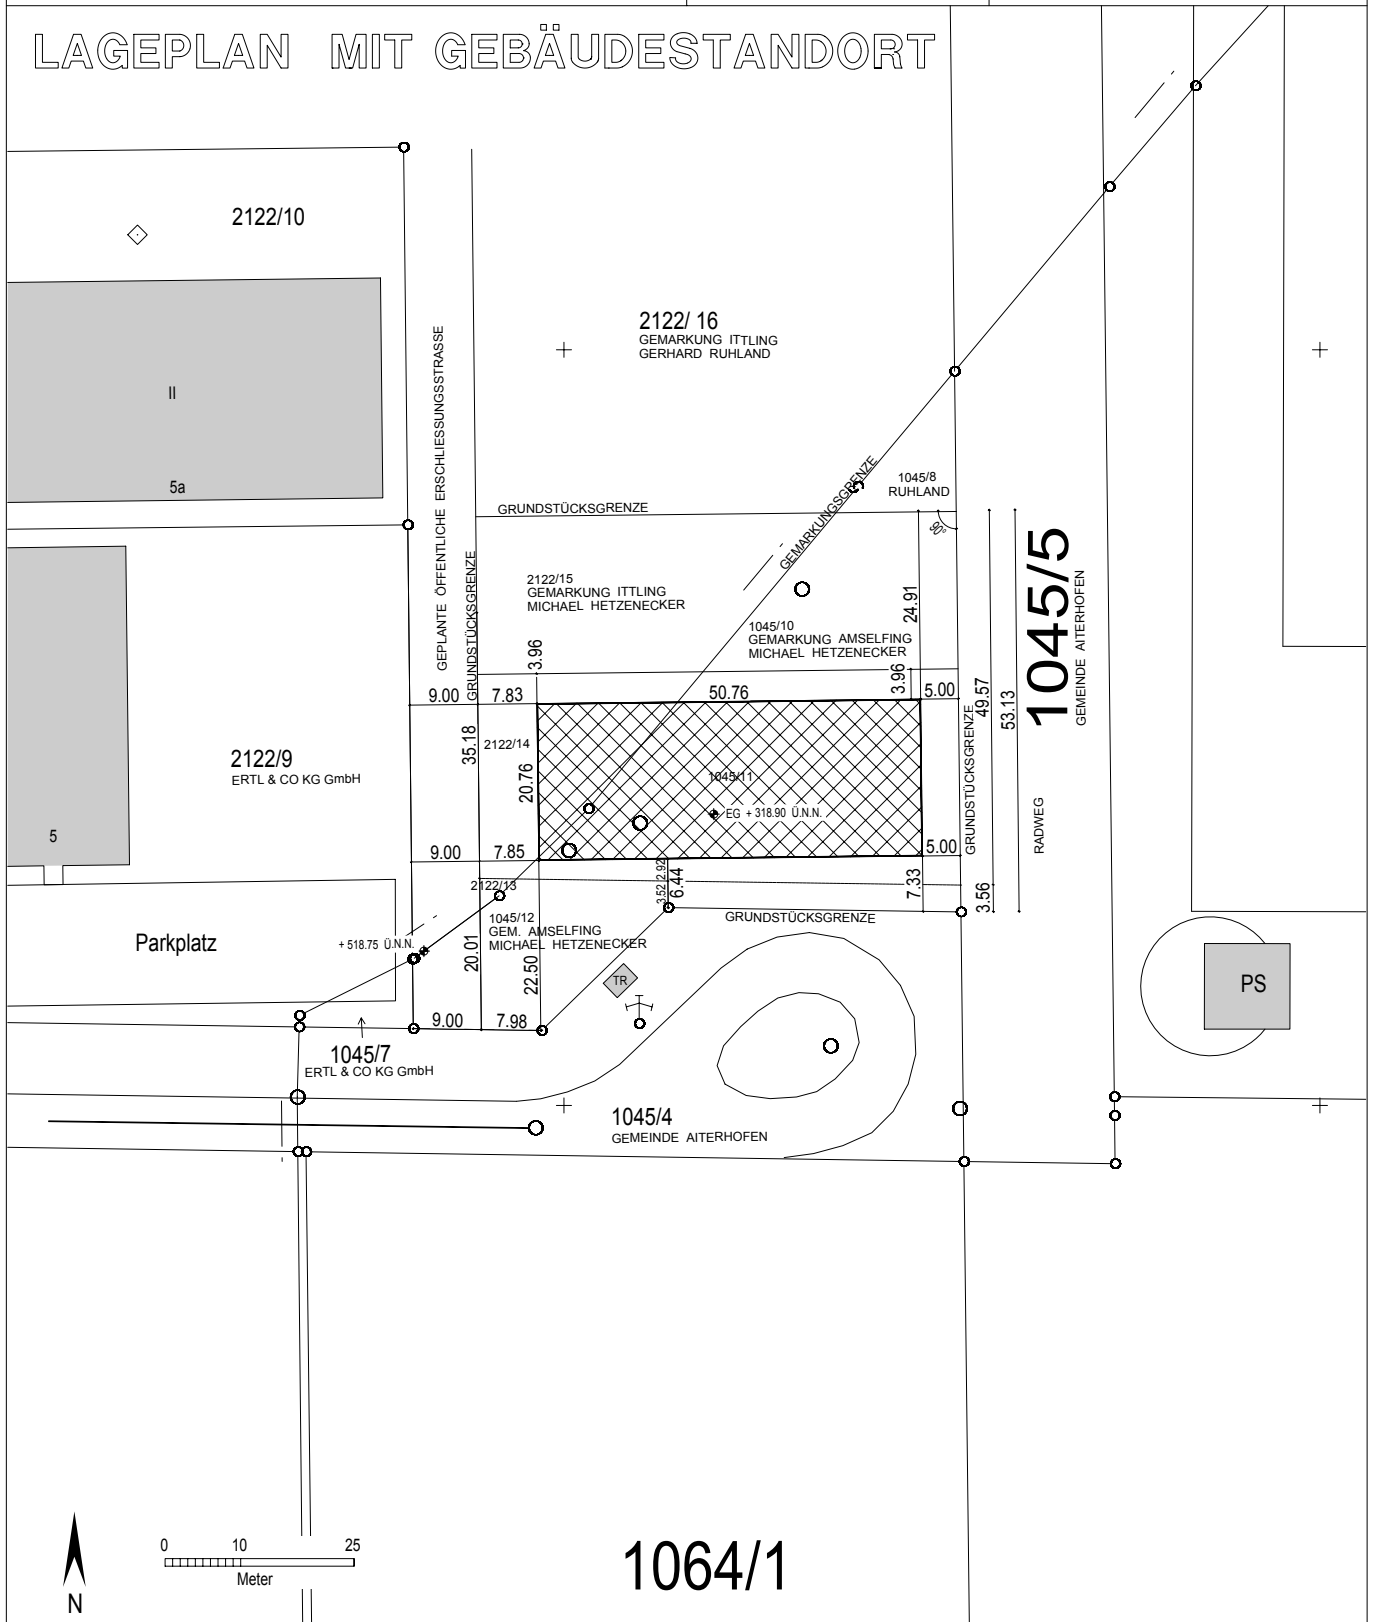 LAGEPLAN MIT GEBÄUDESTANDORT
2122/10
II
5a
2122/ 16
GEMARKUNG ITTLING
GERHARD RUHLAND
GEPLANTE ÖFFENTLICHE ERSCHLIESSUNGSSTRASSE
GRUNDSTÜCKSGRENZE
GRUNDSTÜCKSGRENZE
GEMARKUNGSGRENZE
1045/8
RUHLAND
90°
2122/15
GEMARKUNG ITTLING
MICHAEL HETZENECKER
1045/10
GEMARKUNG AMSELFING
MICHAEL HETZENECKER
24.91
3.96
3.96
9.00
7.83
50.76
5.00
49.57
53.13
1045/5
GEMEINDE AITERHOFEN
RADWEG
GRUNDSTÜCKSGRENZE
2122/9
ERTL & CO KG GmbH
5
35.18
2122/14
20.76
1045/11
EG + 318.90 Ü.N.N.
9.00
7.85
5.00
2122/13
3.52
2.92
6.44
7.33
3.56
GRUNDSTÜCKSGRENZE
1045/12
GEM. AMSELFING
MICHAEL HETZENECKER
Parkplatz
+ 518.75 Ü.N.N.
20.01
22.50
TR
PS
9.00
7.98
1045/7
ERTL & CO KG GmbH
1045/4
GEMEINDE AITERHOFEN
0
10
25
Meter
N
1064/1